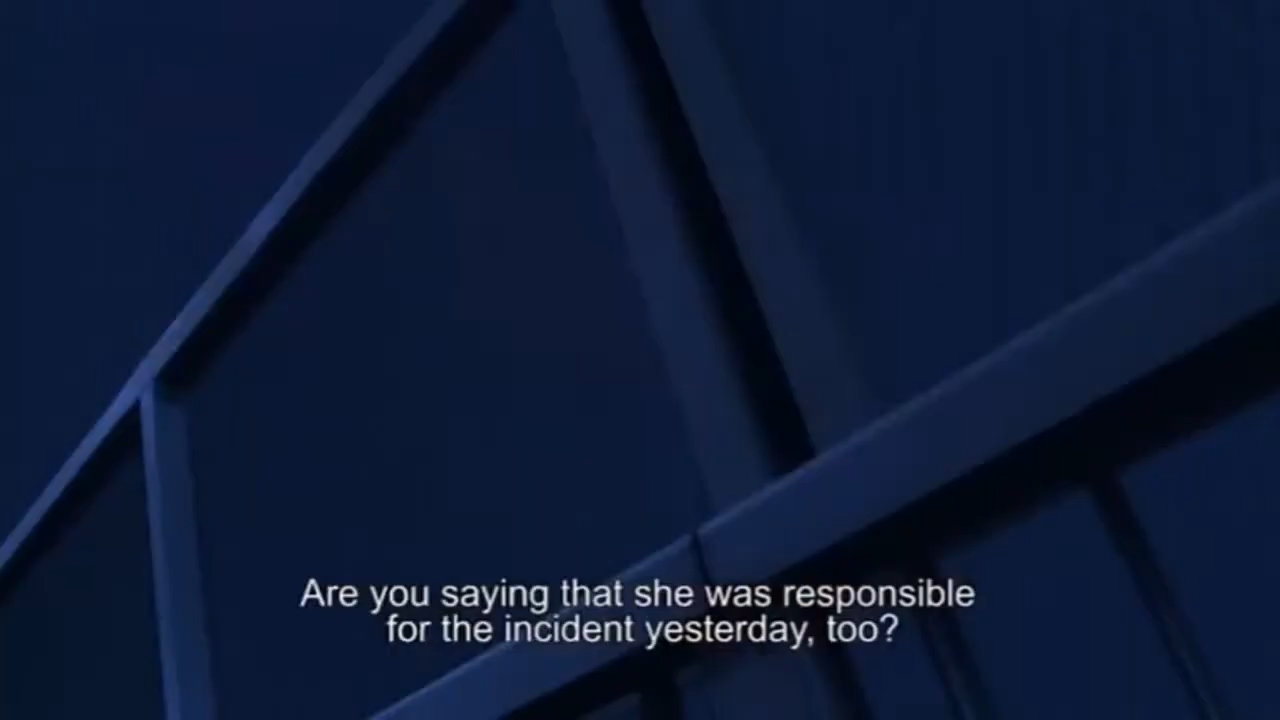 Are you saying that she was responsible
for the incident yesterday, too?